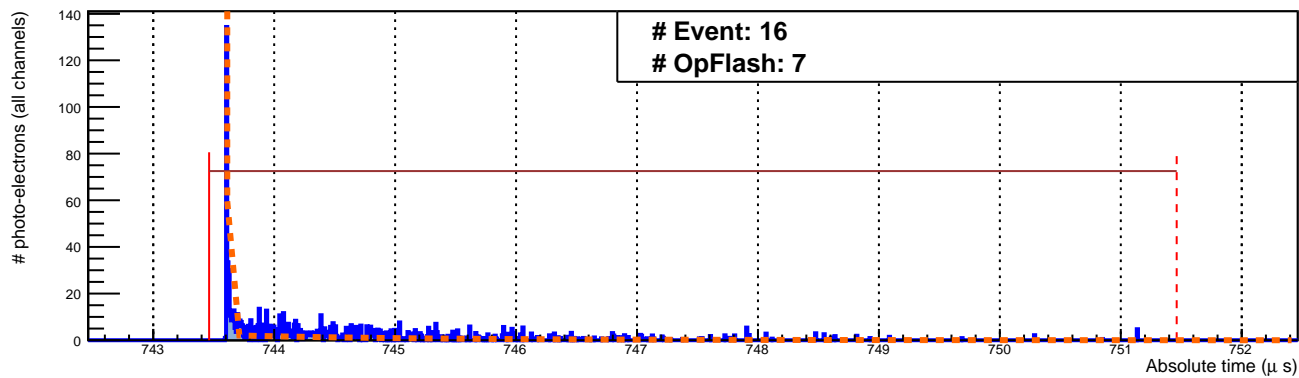 # Event: 16
# OpFlash: 7
# photo-electrons (all channels)
140
120
100
80
60
40
20
0
743 744 745 746 747 748 749 750 751 752
Absolute time (μ s)